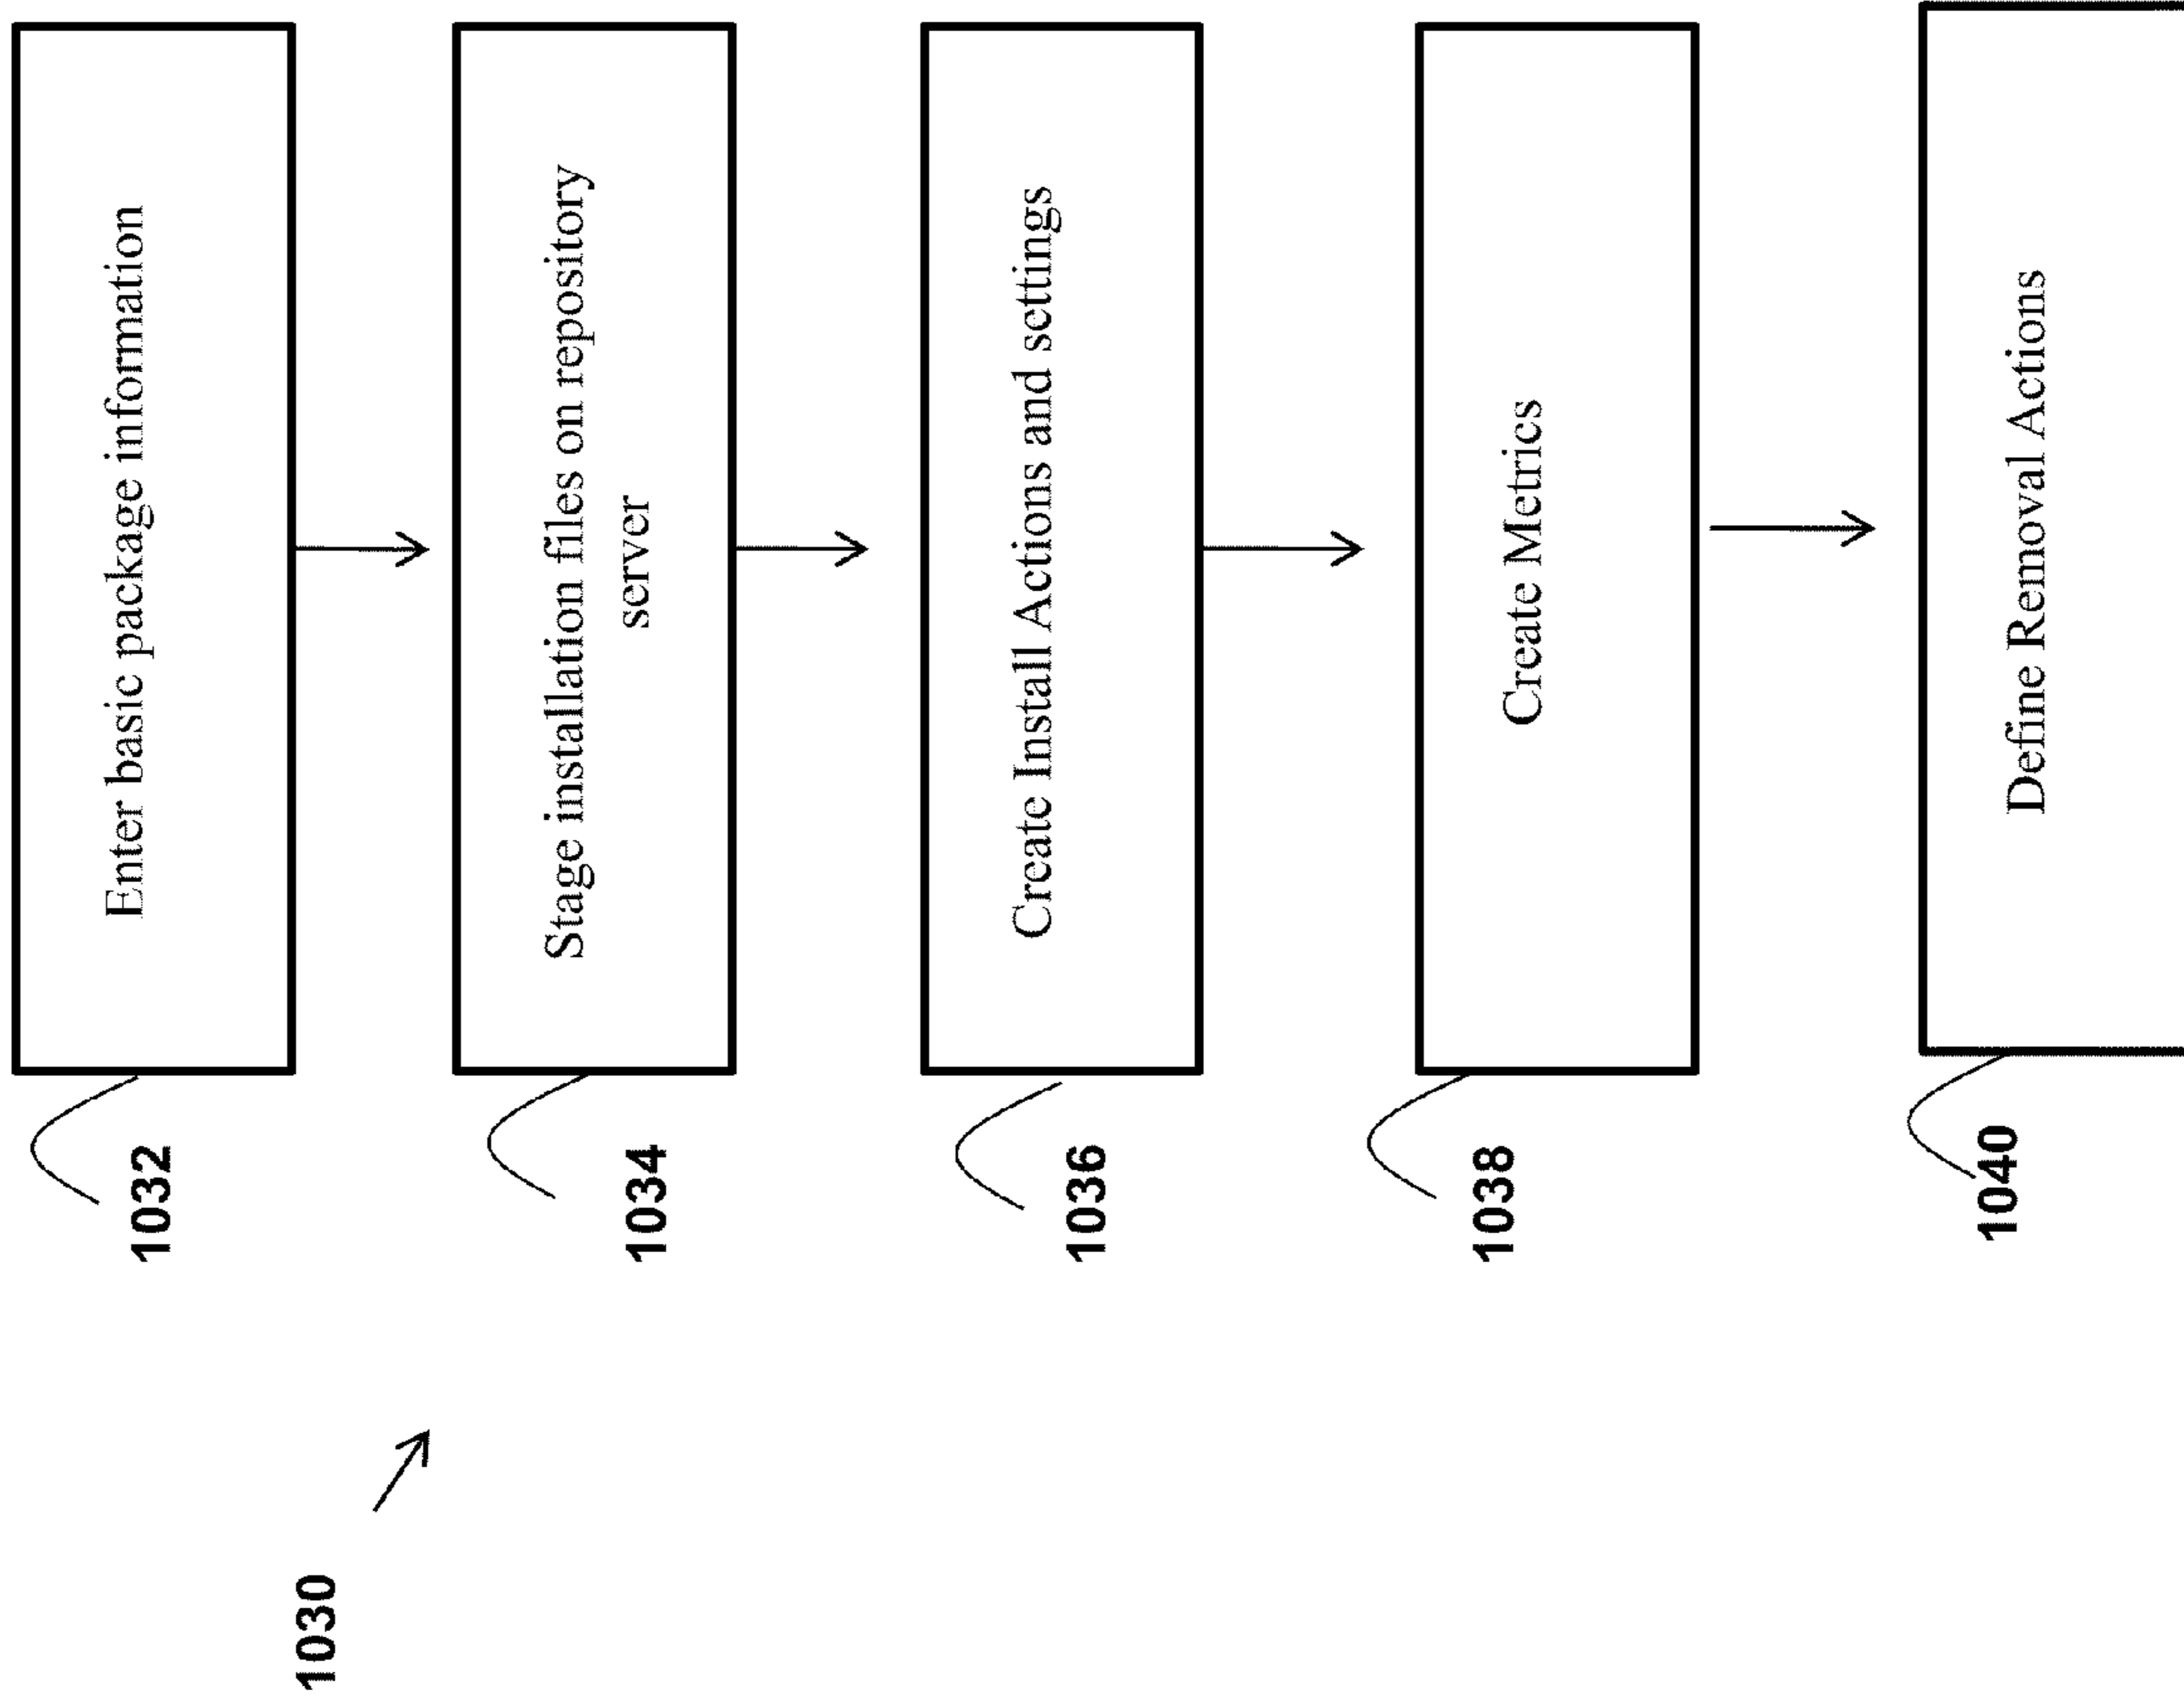 1030
1032
Enter basic package information
1034
Stage installation files on repository
server
1036
Create Install Actions and settings
1038
Create Metrics
1040
Define Removal Actions